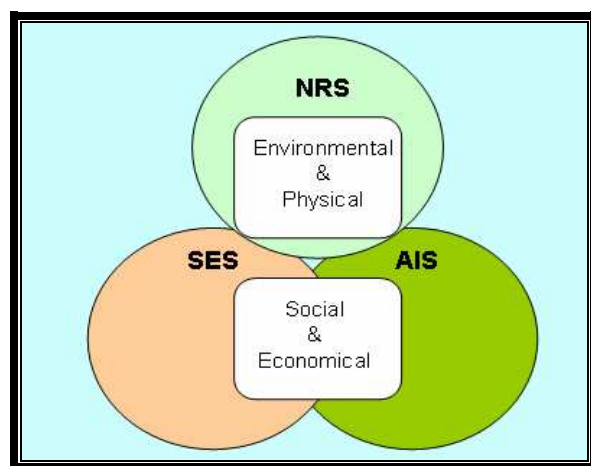 NRS
Environmental
&
Physical
SES
AIS
Social
&
Economical